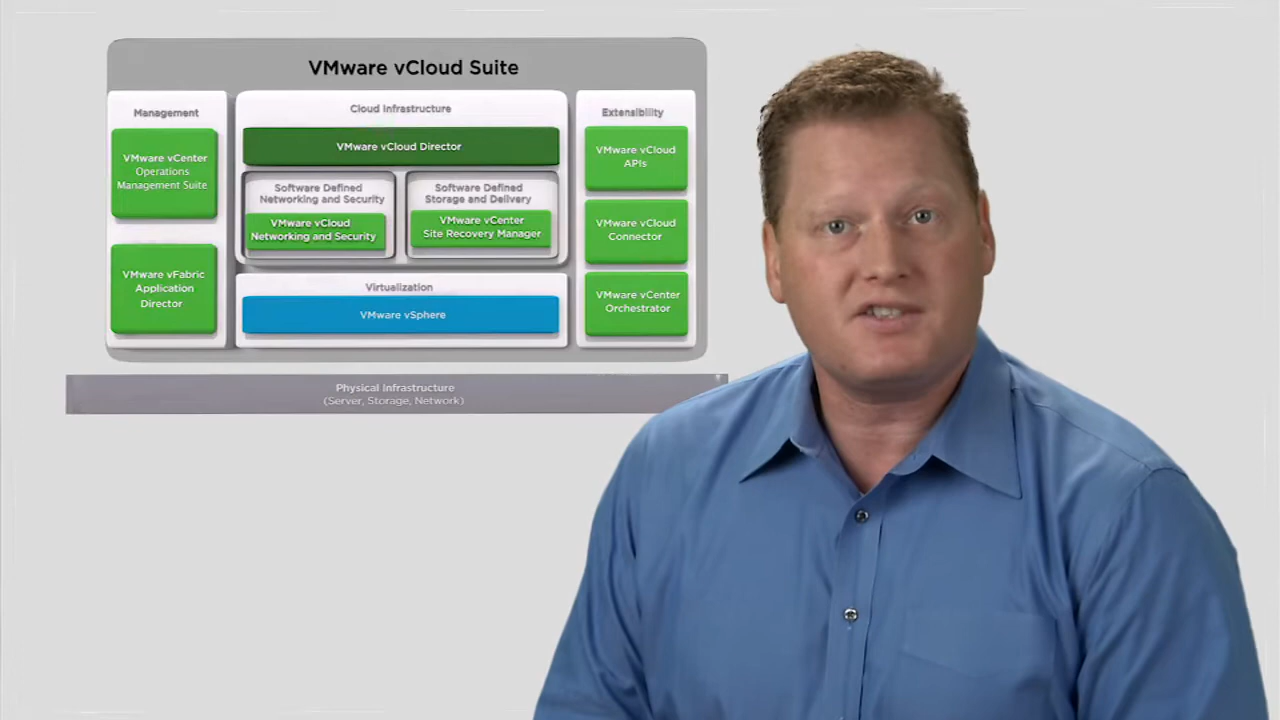 VMware vCloud Suite
Management
VMware vCenter
Operations
Management Suite
VMware vFabric
Application
Director
Cloud Infrastructure
VMware vCloud Director
Software Defined
Networking and Security
VMware vCloud
Networking and Security
Software Defined
Storage and Delivery
VMware vCenter
Site Recovery Manager
Virtualization
VMware vSphere
Extensibility
VMware vCloud
APIs
VMware vCloud
Connector
VMware vCenter
Orchestrator
Physical Infrastructure
(Server, Storage, Network)